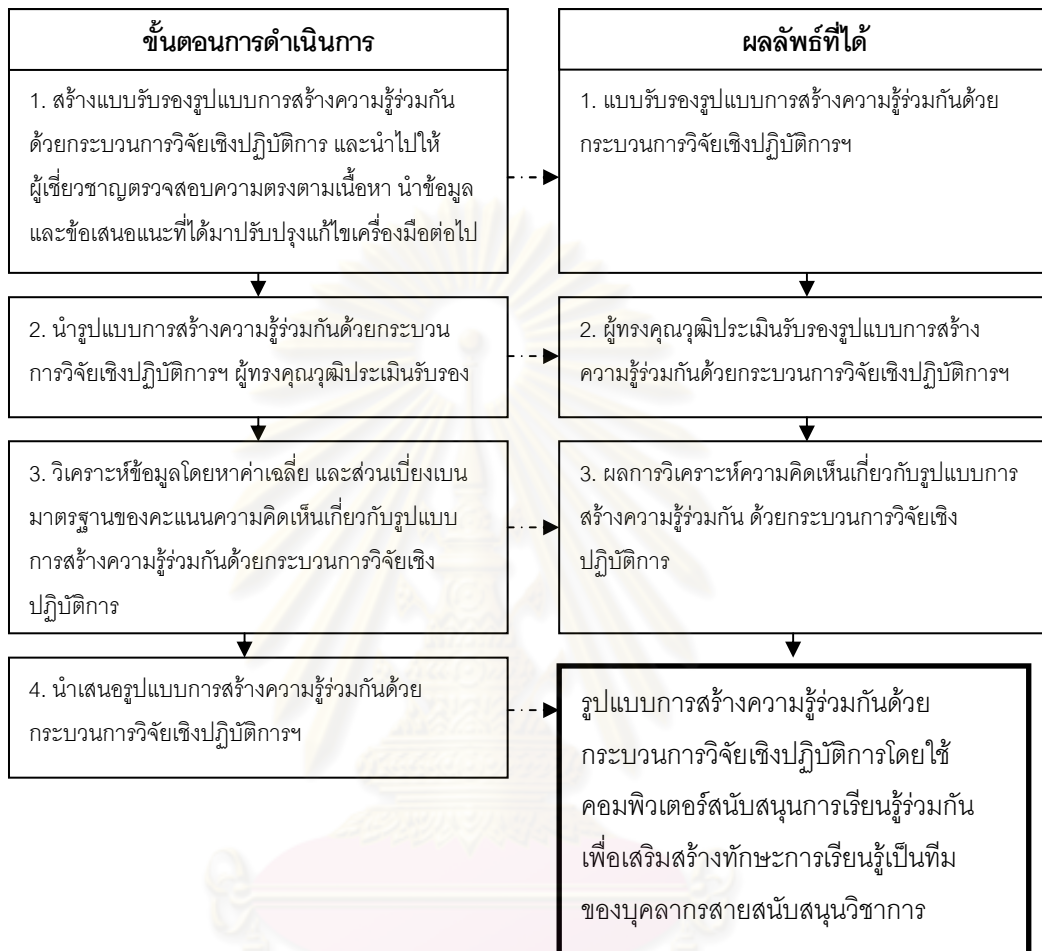 ขั้นตอนการดำเนินการ
ผลลัพธ์ที่ได้
1. สร้างแบบรับรองรูปแบบการสร้างความรู้ร่วมกัน
ด้วยกระบวนการวิจัยเชิงปฏิบัติการ และนำไปให้
ผู้เชี่ยวชาญตรวจสอบความตรงตามเนื้อหา นำข้อมูล
และข้อเสนอแนะที่ได้มาปรับปรุงแก้ไขเครื่องมือต่อไป
1. แบบรับรองรูปแบบการสร้างความรู้ร่วมกันด้วย
กระบวนการวิจัยเชิงปฏิบัติการฯ
2. นำรูปแบบการสร้างความรู้ร่วมกันด้วยกระบวน
การวิจัยเชิงปฏิบัติการฯ ผู้ทรงคุณวุฒิประเมินรับรอง
2. ผู้ทรงคุณวุฒิประเมินรับรองรูปแบบการสร้าง
ความรู้ร่วมกันด้วยกระบวนการวิจัยเชิงปฏิบัติการฯ
3. วิเคราะห์ข้อมูลโดยหาค่าเฉลี่ย และส่วนเบี่ยงเบน
มาตรฐานของคะแนนความคิดเห็นเกี่ยวกับรูปแบบ
การสร้างความรู้ร่วมกันด้วยกระบวนการวิจัยเชิง
ปฏิบัติการ
3. ผลการวิเคราะห์ความคิดเห็นเกี่ยวกับรูปแบบการ
สร้างความรู้ร่วมกัน ด้วยกระบวนการวิจัยเชิง
ปฏิบัติการ
4. นำเสนอรูปแบบการสร้างความรู้ร่วมกันด้วย
กระบวนการวิจัยเชิงปฏิบัติการฯ
รูปแบบการสร้างความรู้ร่วมกันด้วย
กระบวนการวิจัยเชิงปฏิบัติการโดยใช้
คอมพิวเตอร์สนับสนุนการเรียนรู้ร่วมกัน
เพื่อเสริมสร้างทักษะการเรียนรู้เป็นทีม
ของบุคลากรสายสนับสนุนวิชาการ